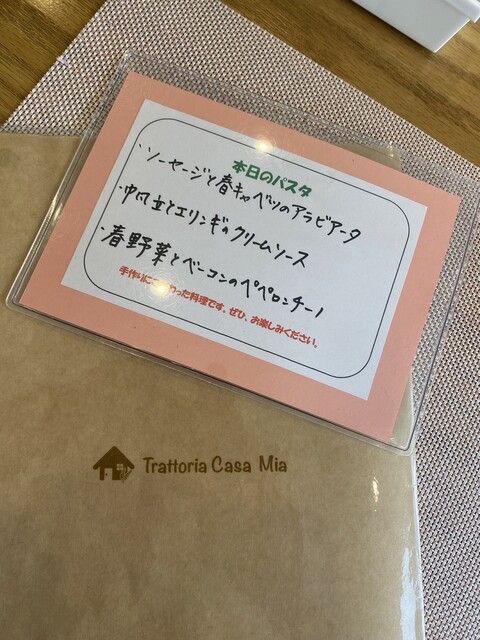 本日のパスタ
・ソーセージと春キャベツのアラビアータ
・帆立とエリンギのクリームソース
・春野菜とベーコンのペペロンチーノ
手作りにこだわった料理です。ぜひ、お楽しみください。
Trattoria Casa Mia